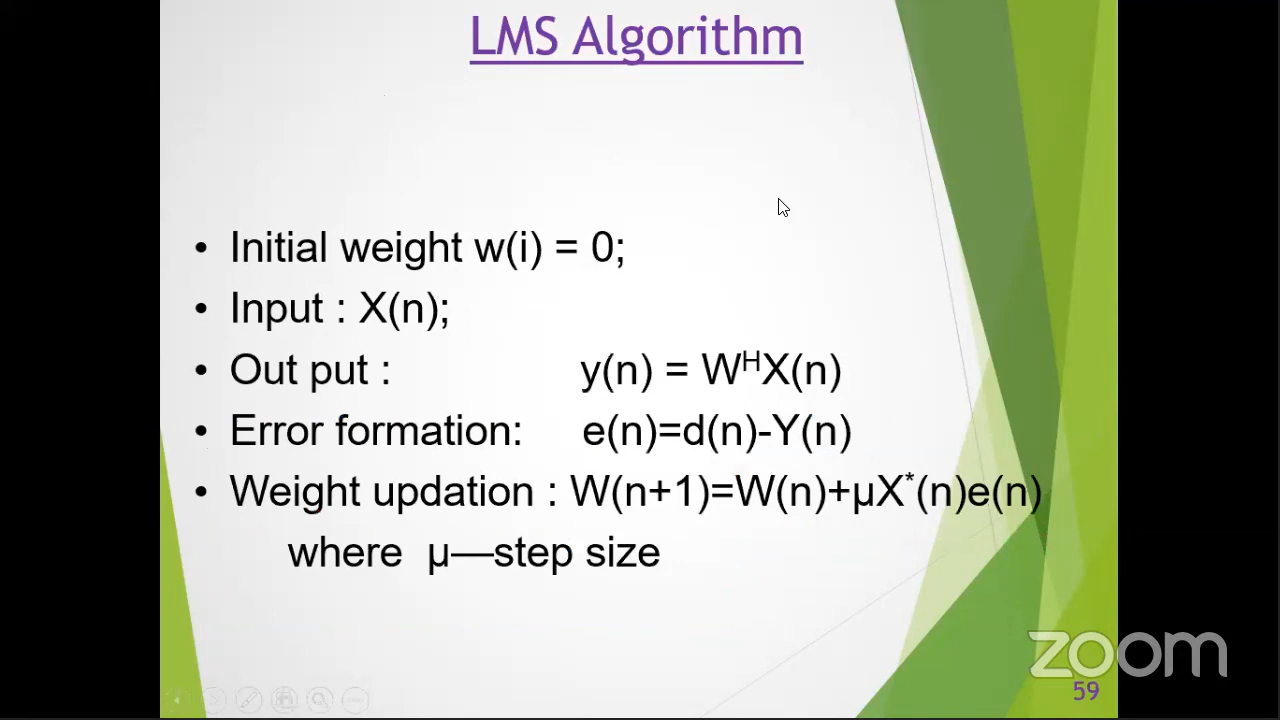 LMS Algorithm
• Initial weight w(i) = 0;
• Input : X(n);
• Out put : y(n) = WᴴX(n)
• Error formation: e(n)=d(n)-Y(n)
• Weight updation : W(n+1)=W(n)+μX*(n)e(n)
where μ—step size
zoom
59